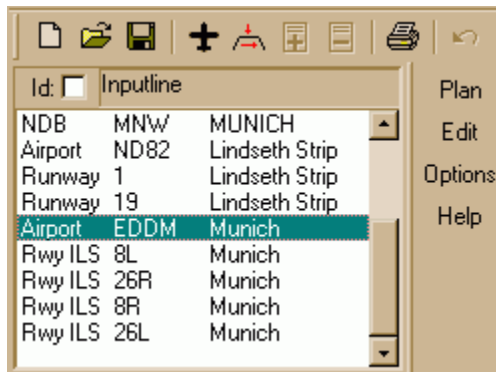 Id: Inputline
NDB MNW MUNICH
Airport ND82 Lindseth Strip
Runway 1 Lindseth Strip
Runway 19 Lindseth Strip
Airport EDDM Munich
Rwy ILS 8L Munich
Rwy ILS 26R Munich
Rwy ILS 8R Munich
Rwy ILS 26L Munich
Plan
Edit
Options
Help